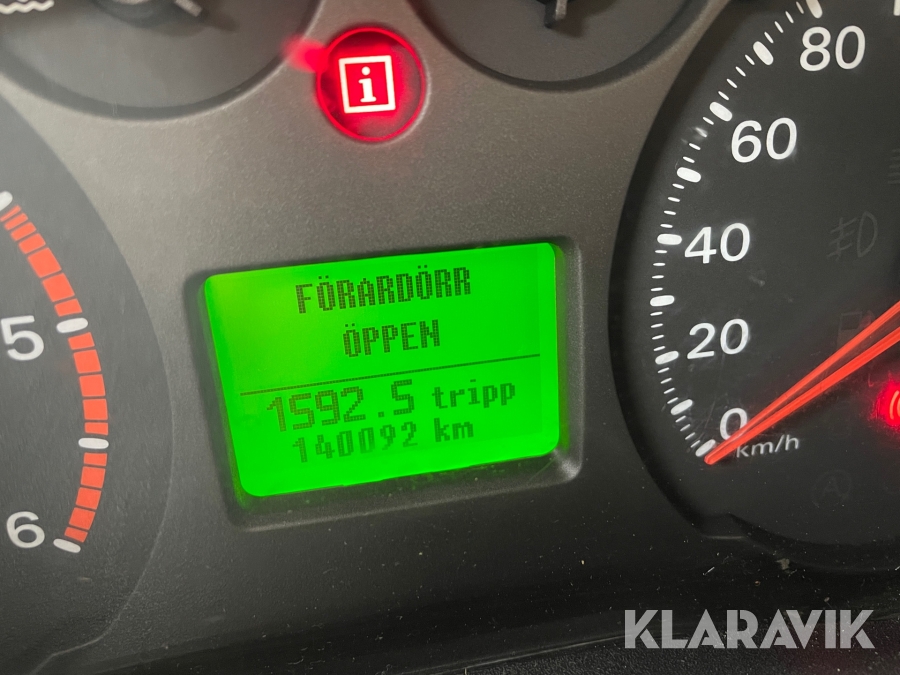 i
80
60
40
20
0
km/h
5
6
FÖRARDÖRR
ÖPPEN
1592.5 tripp
140092 km
KLARAVIK